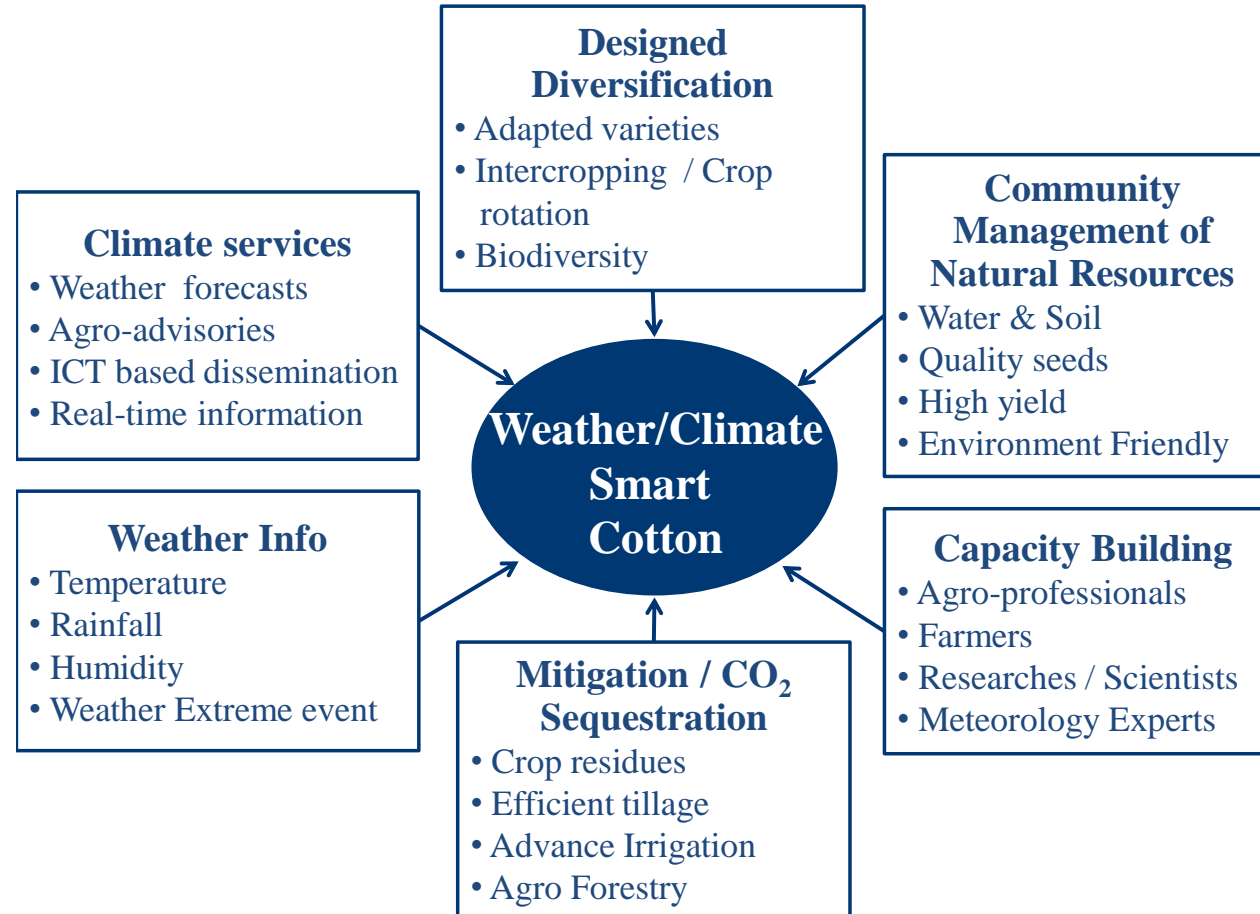 Designed
Diversification
• Adapted varieties
• Intercropping / Crop
rotation
• Biodiversity
Climate services
• Weather forecasts
• Agro-advisories
• ICT based dissemination
• Real-time information
Community
Management of
Natural Resources
• Water & Soil
• Quality seeds
• High yield
• Environment Friendly
Weather/Climate
Smart
Cotton
Weather Info
• Temperature
• Rainfall
• Humidity
• Weather Extreme event
Capacity Building
• Agro-professionals
• Farmers
• Researches / Scientists
• Meteorology Experts
Mitigation / CO₂
Sequestration
• Crop residues
• Efficient tillage
• Advance Irrigation
• Agro Forestry